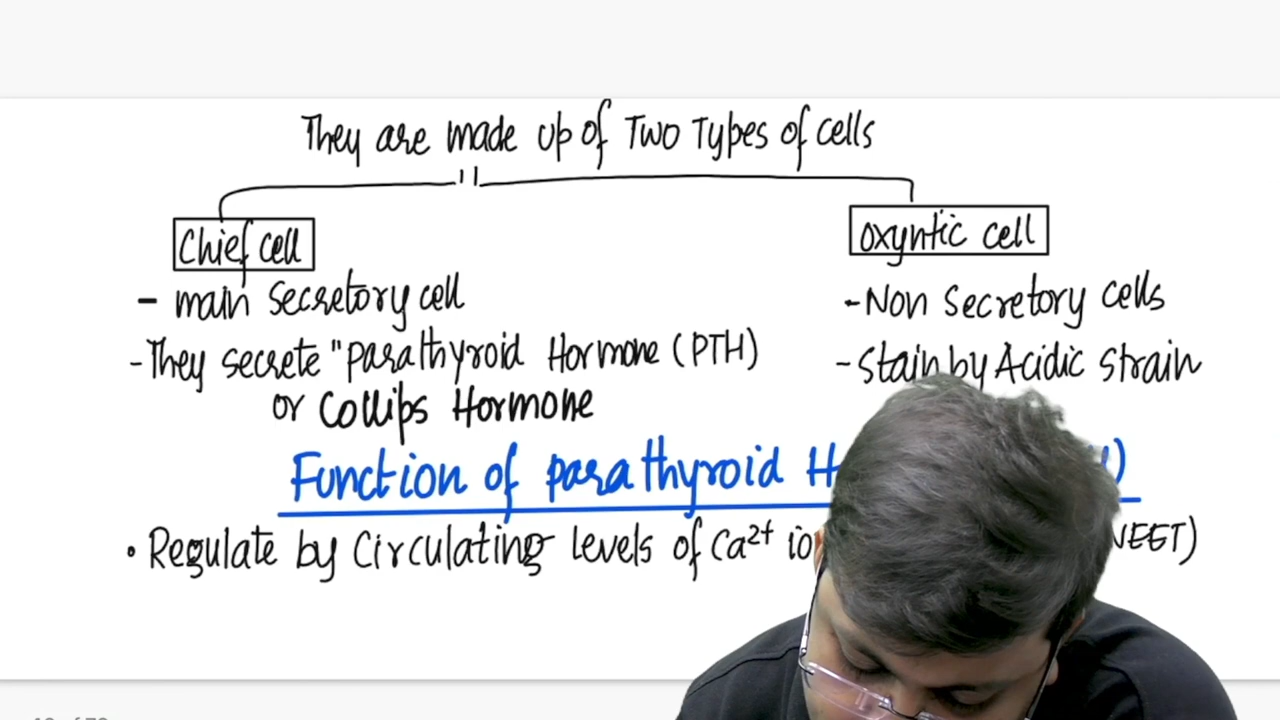 They are made up of Two Types of cells
Chief cell
oxyntic cell
- main secretory cell
- Non Secretory Cells
- They secrete "parathyroid Hormone (PTH)
- Stain by Acidic strain
or Collips Hormone
Function of parathyroid
• Regulate by Circulating levels of Ca²⁺